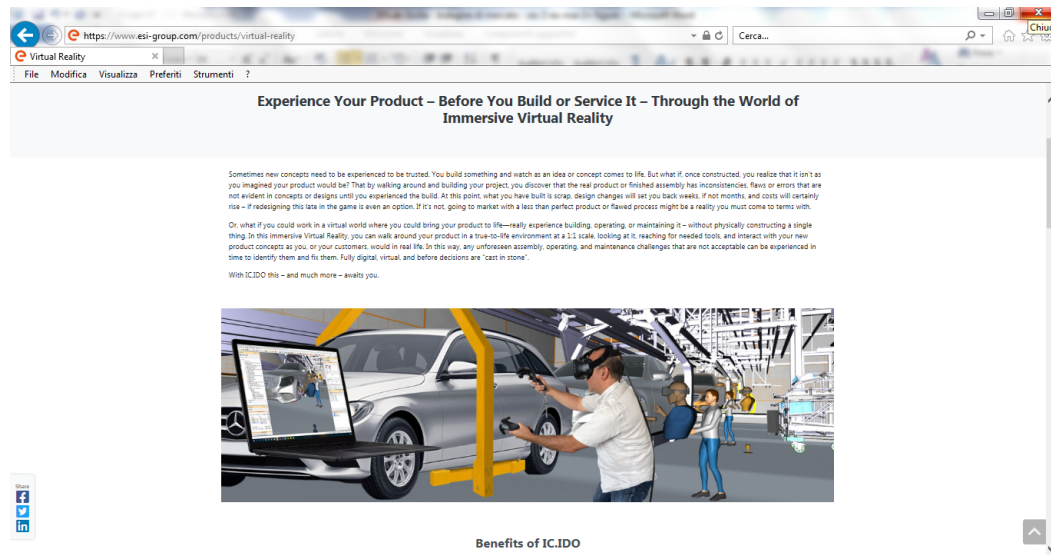 https://www.esi-group.com/products/virtual-reality
Cerca...
Chiud
Virtual Reality
File Modifica Visualizza Preferiti Strumenti ?
Experience Your Product – Before You Build or Service It – Through the World of
Immersive Virtual Reality
Sometimes new concepts need to be experienced to be trusted. You build something and watch as an idea or concept comes to life. But what if, once constructed, you realize that it isn't as
you imagined your product would be? That by walking around and building your project, you discover that the real product or finished assembly has inconsistencies, flaws or errors that are
not evident in concepts or designs until you experienced the build. At this point, what you have built is scrap, design changes will set you back weeks, if not months, and costs will certainly
rise – if redesigning this late in the game is even an option. If it's not, going to market with a less than perfect product or flawed process might be a reality you must come to terms with.
Or, what if you could work in a virtual world where you could bring your product to life—really experience building, operating, or maintaining it – without physically constructing a single
thing. In this immersive Virtual Reality, you can walk around your product in a true-to-life environment at a 1:1 scale, looking at it, reaching for needed tools, and interact with your new
product concepts as you, or your customers, would in real life. In this way, any unforeseen assembly, operating, and maintenance challenges that are not acceptable can be experienced in
time to identify them and fix them. Fully digital, virtual, and before decisions are "cast in stone".
With IC.IDO this – and much more – awaits you.
Share
Benefits of IC.IDO